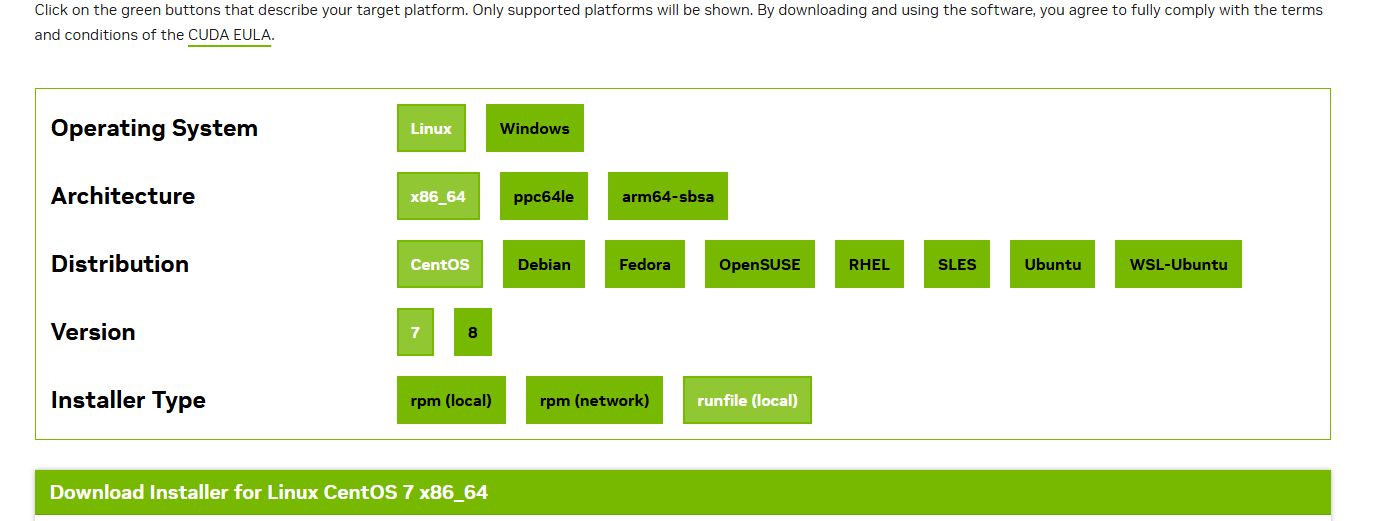 Click on the green buttons that describe your target platform. Only supported platforms will be shown. By downloading and using the software, you agree to fully comply with the terms
and conditions of the CUDA EULA.
Operating System Linux Windows
Architecture x86_64 ppc64le arm64-sbsa
Distribution CentOS Debian Fedora OpenSUSE RHEL SLES Ubuntu WSL-Ubuntu
Version 7 8
Installer Type rpm (local) rpm (network) runfile (local)
Download Installer for Linux CentOS 7 x86_64